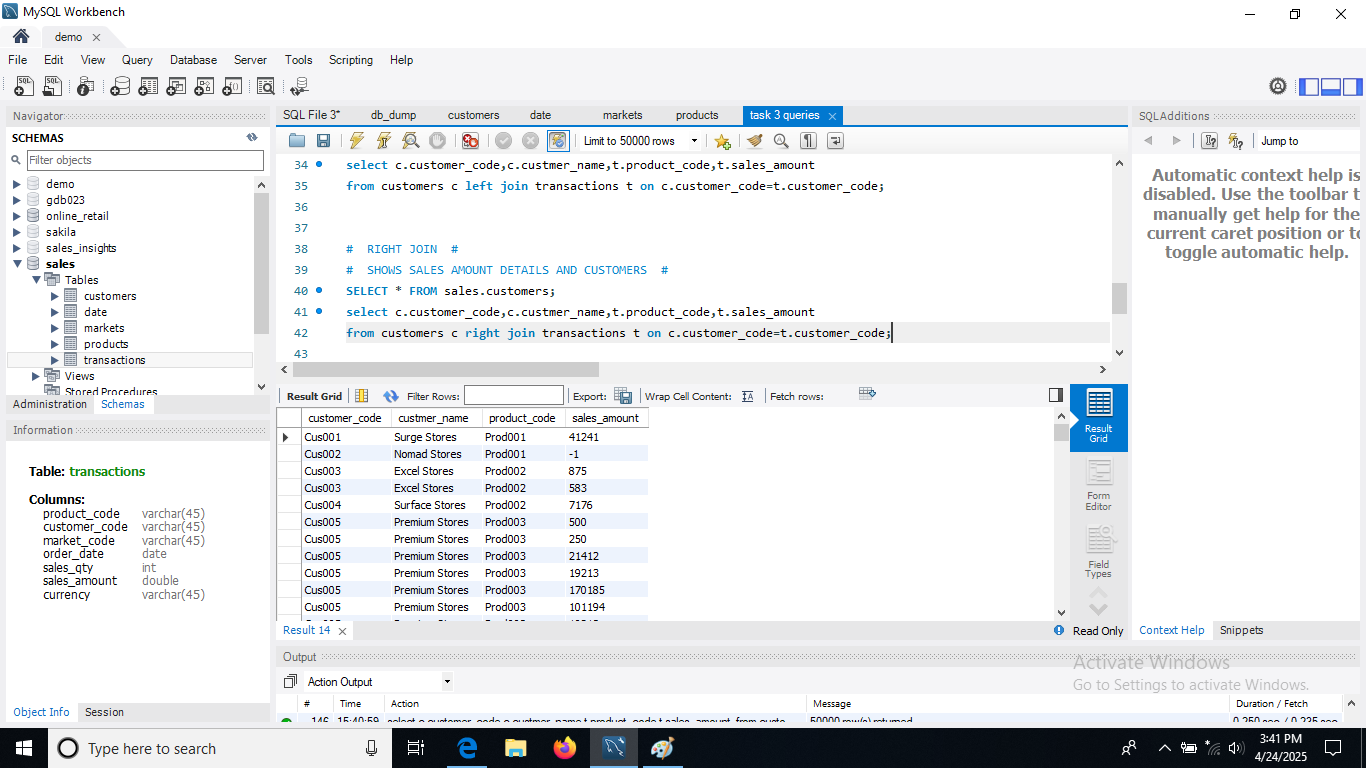 MySQL Workbench
demo
File Edit View Query Database Server Tools Scripting Help
Navigator
SCHEMAS
Filter objects
demo
gdb023
online_retail
sakila
sales_insights
sales
Tables
customers
date
markets
products
transactions
Views
Stored Procedures
Administration Schemas
Information
Table: transactions
Columns:
product_code varchar(45)
customer_code varchar(45)
market_code varchar(45)
order_date date
sales_qty int
sales_amount double
currency varchar(45)
Object Info Session
SQL File 3* db_dump customers date markets products task 3 queries
Limit to 50000 rows
34 select c.customer_code,c.custmer_name,t.product_code,t.sales_amount
35 from customers c left join transactions t on c.customer_code=t.customer_code;
36
37
38 # RIGHT JOIN #
39 # SHOWS SALES AMOUNT DETAILS AND CUSTOMERS #
40 SELECT * FROM sales.customers;
41 select c.customer_code,c.custmer_name,t.product_code,t.sales_amount
42 from customers c right join transactions t on c.customer_code=t.customer_code;
43
Result Grid Filter Rows: Export: Wrap Cell Content: Fetch rows:
customer_code custmer_name product_code sales_amount
Cus001 Surge Stores Prod001 41241
Cus002 Nomad Stores Prod001 -1
Cus003 Excel Stores Prod002 875
Cus003 Excel Stores Prod002 583
Cus004 Surface Stores Prod002 7176
Cus005 Premium Stores Prod003 500
Cus005 Premium Stores Prod003 250
Cus005 Premium Stores Prod003 21412
Cus005 Premium Stores Prod003 19213
Cus005 Premium Stores Prod003 170185
Cus005 Premium Stores Prod003 101194
Result Grid
Form Editor
Field Types
Result 14
Read Only
Output
Action Output
# Time Action Message Duration / Fetch
146 15:40:59 50000 row(s) returned
SQLAdditions
Jump to
Automatic context help is
disabled. Use the toolbar t
manually get help for the
current caret position or to
toggle automatic help.
Context Help Snippets
Activate Windows
Go to Settings to activate Windows.
Type here to search
3:41 PM
4/24/2025